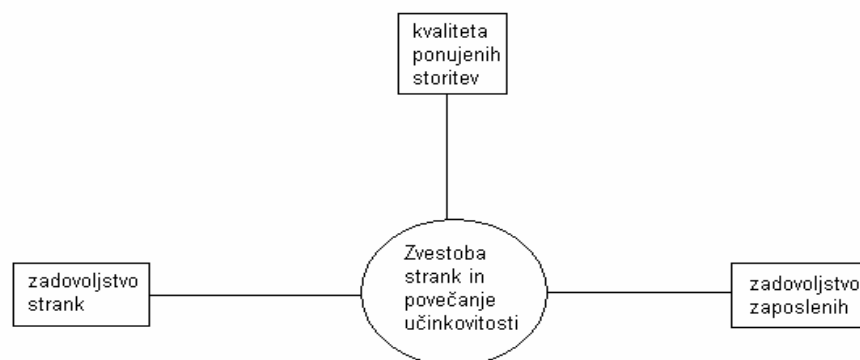 kvaliteta
ponujenih
storitev
Zvestoba
strank in
povečanje
učinkovitosti
zadovoljstvo
strank
zadovoljstvo
zaposlenih